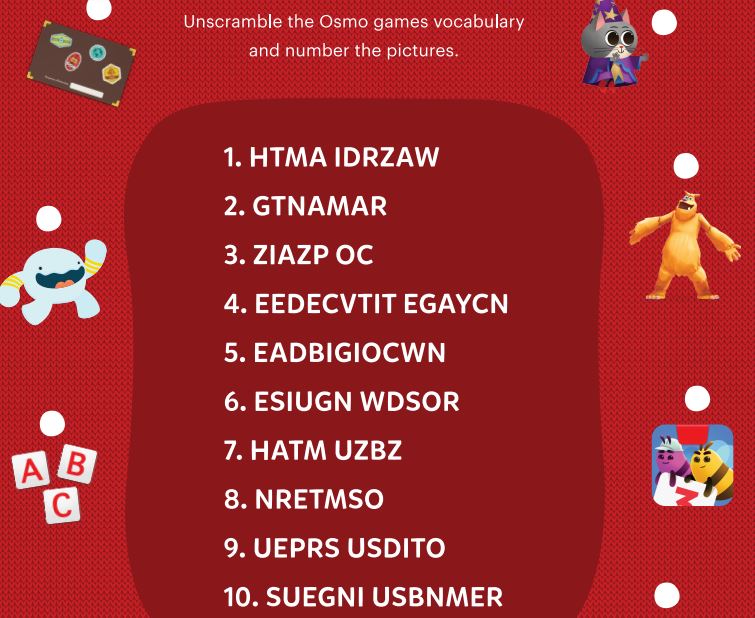 Unscramble the Osmo games vocabulary
and number the pictures.
1. HTMA IDRZAW
2. GTNAMAR
3. ZIAZP OC
4. EEDECVTIT EGAYCN
5. EADBIGIOCWN
6. ESIUGN WDSOR
7. HATM UZBZ
8. NRETMSO
9. UEPRS USDITO
10. SUEGNI USBNMER
A B
C